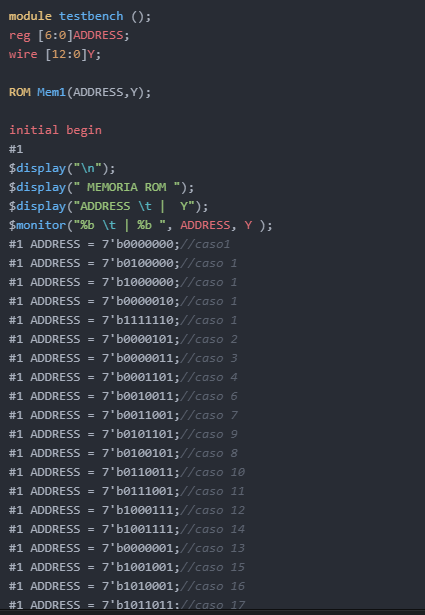 module testbench ();
reg [6:0]ADDRESS;
wire [12:0]Y;
ROM Mem1(ADDRESS,Y);
initial begin
#1
$display("\n");
$display(" MEMORIA ROM ");
$display("ADDRESS \t |  Y");
$monitor("%b \t | %b ", ADDRESS, Y );
#1 ADDRESS = 7'b0000000;//caso1
#1 ADDRESS = 7'b0100000;//caso 1
#1 ADDRESS = 7'b1000000;//caso 1
#1 ADDRESS = 7'b0000010;//caso 1
#1 ADDRESS = 7'b1111110;//caso 1
#1 ADDRESS = 7'b0000101;//caso 2
#1 ADDRESS = 7'b0000011;//caso 3
#1 ADDRESS = 7'b0001101;//caso 4
#1 ADDRESS = 7'b0010011;//caso 6
#1 ADDRESS = 7'b0011001;//caso 7
#1 ADDRESS = 7'b0101101;//caso 9
#1 ADDRESS = 7'b0100101;//caso 8
#1 ADDRESS = 7'b0110011;//caso 10
#1 ADDRESS = 7'b0111001;//caso 11
#1 ADDRESS = 7'b1000111;//caso 12
#1 ADDRESS = 7'b1001111;//caso 14
#1 ADDRESS = 7'b0000001;//caso 13
#1 ADDRESS = 7'b1001001;//caso 15
#1 ADDRESS = 7'b1010001;//caso 16
#1 ADDRESS = 7'b1011011;//caso 17